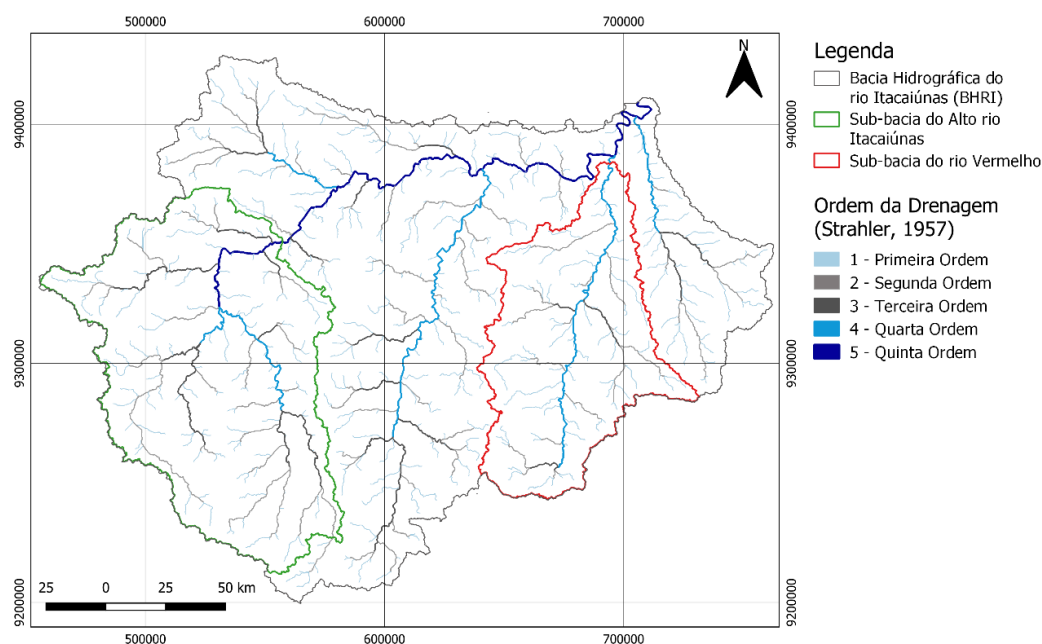 500000 600000 700000
N
9400000 9400000
9300000 9300000
9200000 9200000
25 0 25 50 km
500000 600000 700000
Legenda
Bacia Hidrográfica do
rio Itacaiúnas (BHRI)
Sub-bacia do Alto rio
Itacaiúnas
Sub-bacia do rio Vermelho
Ordem da Drenagem
(Strahler, 1957)
1 - Primeira Ordem
2 - Segunda Ordem
3 - Terceira Ordem
4 - Quarta Ordem
5 - Quinta Ordem